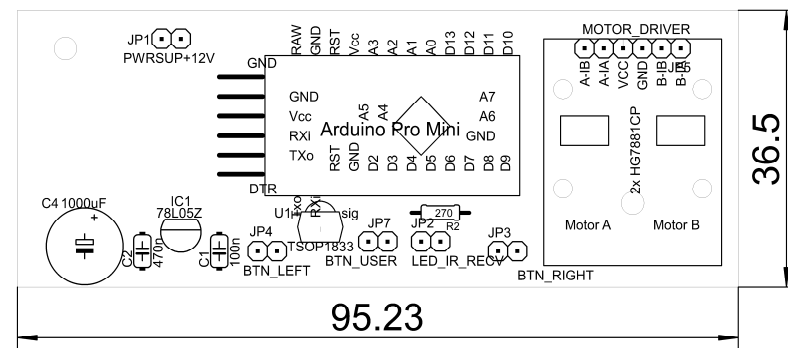 MOTOR_DRIVER
JP1
PWRSUP+12V
RAW
GND
RST
Vcc
A3
A2
A1
A0
D13
D12
D11
D10
A-IB
A-IA
VCC
GND
B-IB
B-IA
JP5
GND
GND
Vcc
RXI
TXo
DTR
A5
A4
A7
A6
GND
Arduino Pro Mini
RST
GND
D2
D3
D4
D5
D6
D7
D8
D9
TXo
RXi
2x HG7881CP
Motor A
Motor B
36.5
C4 1000uF
+
IC1
78L05Z
U1
sig
TSOP1833
270
R2
C2
470n
C1
100n
JP4
BTN_LEFT
JP7
BTN_USER
JP2
LED_IR_RECV
JP3
BTN_RIGHT
95.23